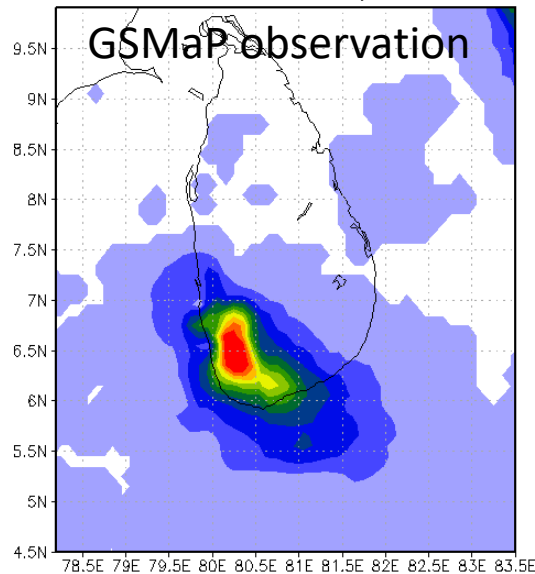 GSMaP observation
9.5N
9N
8.5N
8N
7.5N
7N
6.5N
6N
5.5N
5N
4.5N
78.5E 79E 79.5E 80E 80.5E 81E 81.5E 82E 82.5E 83E 83.5E